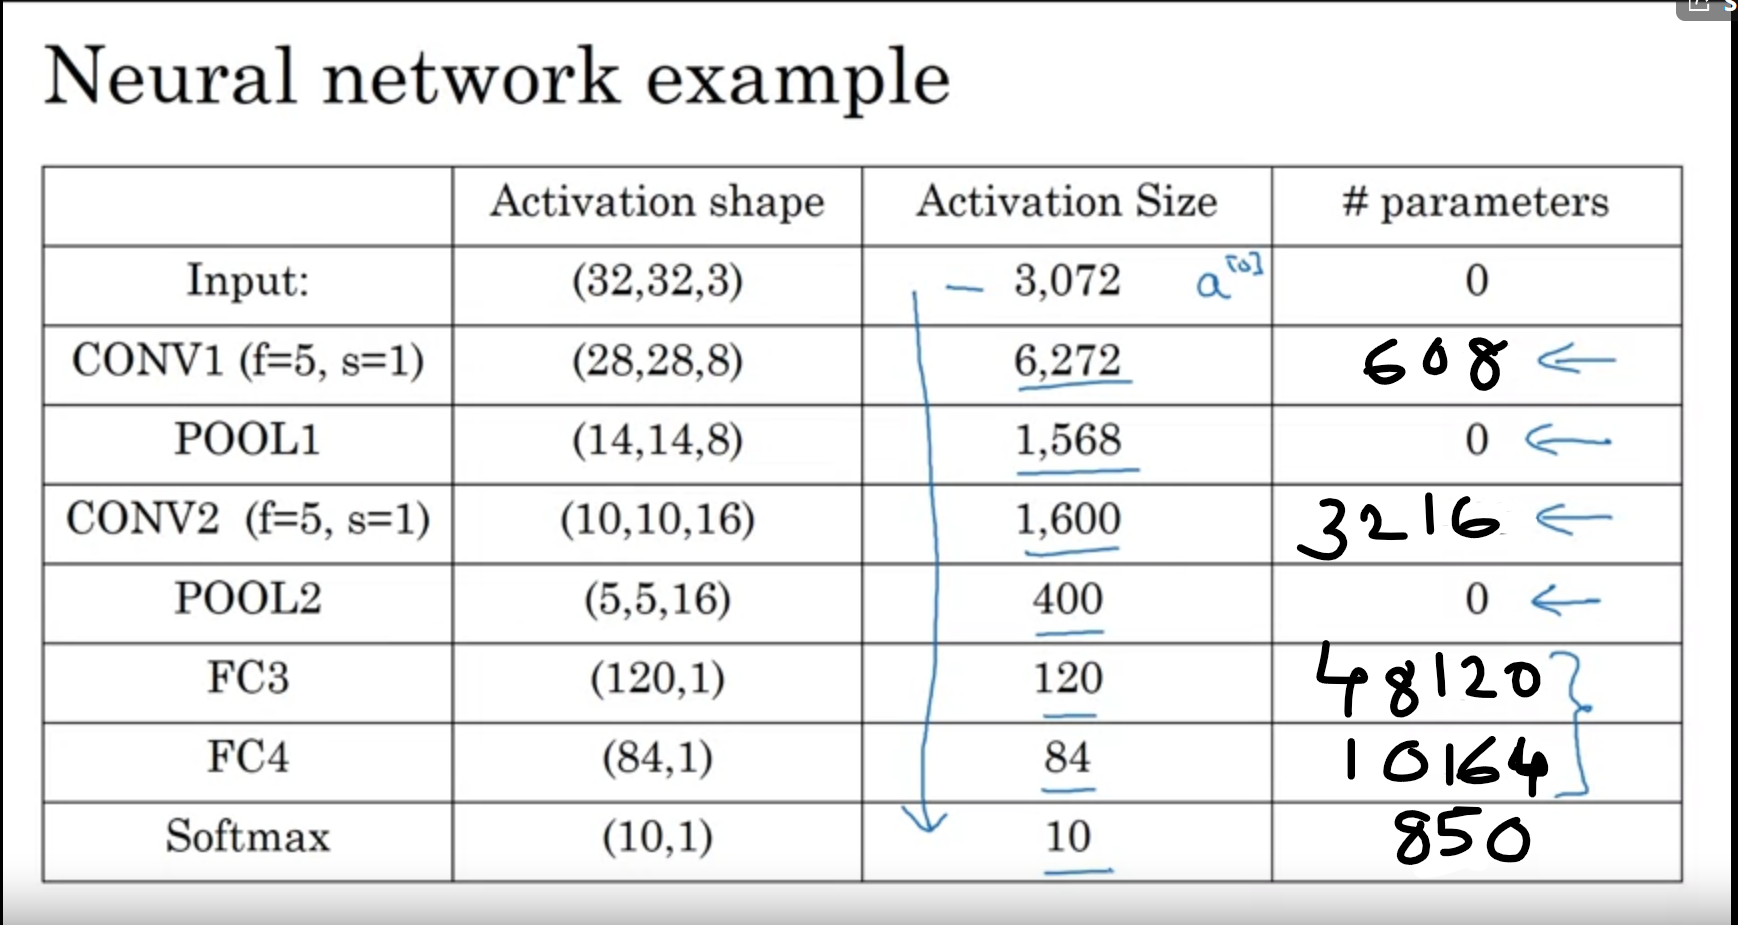 Neural network example
Activation shape Activation Size # parameters
Input: (32,32,3) 3,072 a[0] 0
CONV1 (f=5, s=1) (28,28,8) 6,272 608
POOL1 (14,14,8) 1,568 0
CONV2 (f=5, s=1) (10,10,16) 1,600 3216
POOL2 (5,5,16) 400 0
FC3 (120,1) 120 48120
FC4 (84,1) 84 10164
Softmax (10,1) 10 850